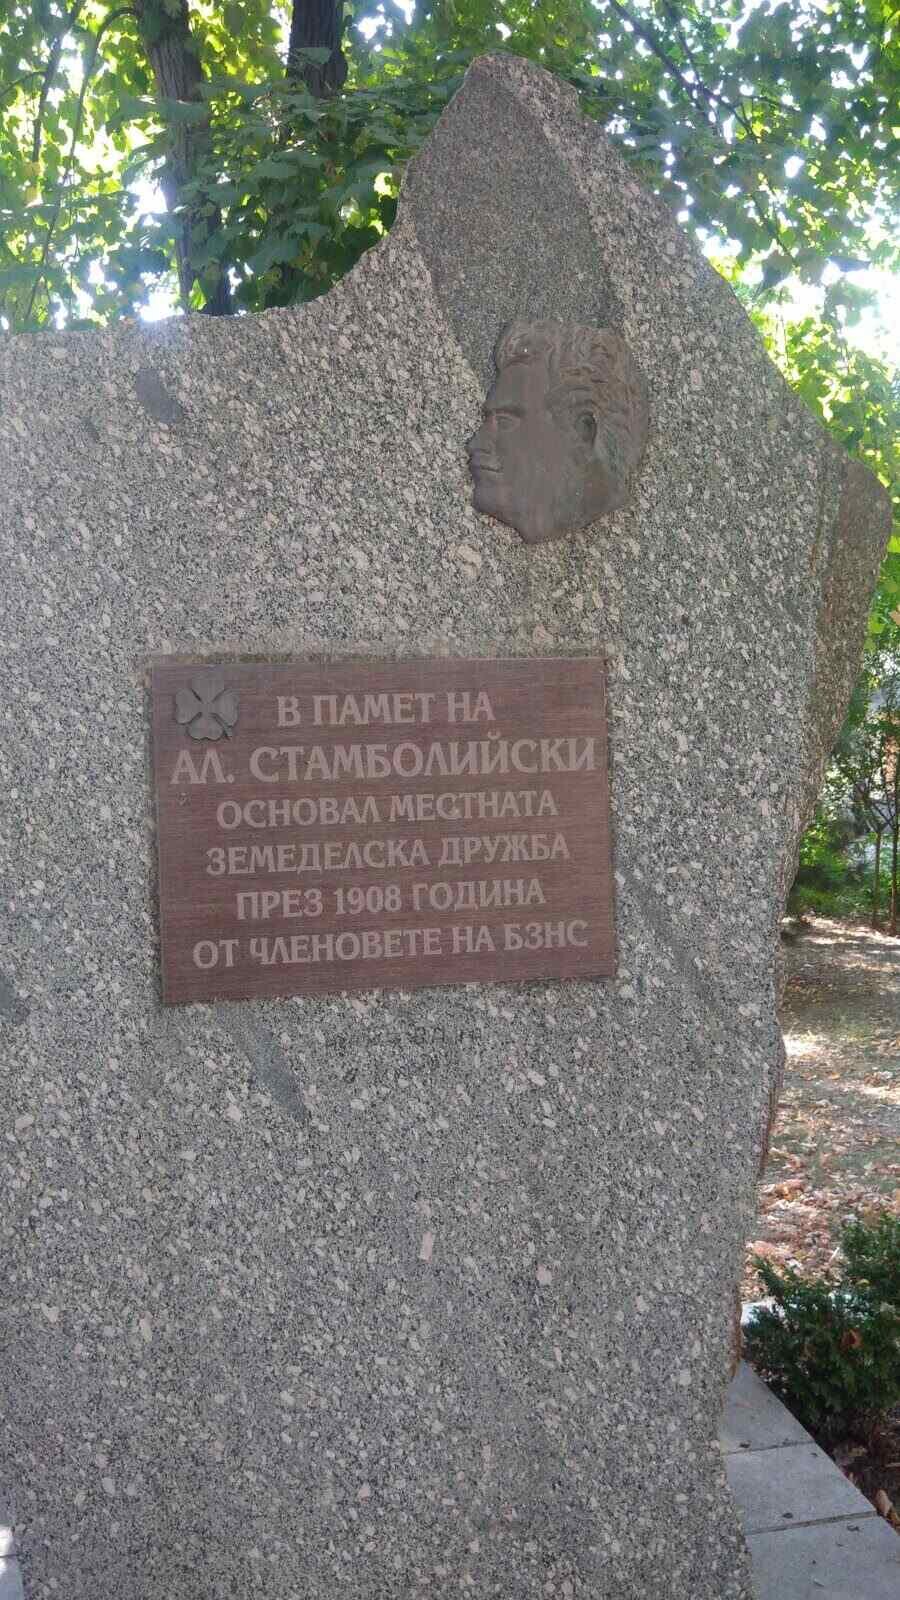 В ПАМЕТ НА
АЛ. СТАМБОЛИЙСКИ
ОСНОВАЛ МЕСТНАТА
ЗЕМЕДЕЛСКА ДРУЖБА
ПРЕЗ 1908 ГОДИНА
ОТ ЧЛЕНОВЕТЕ НА БЗНС